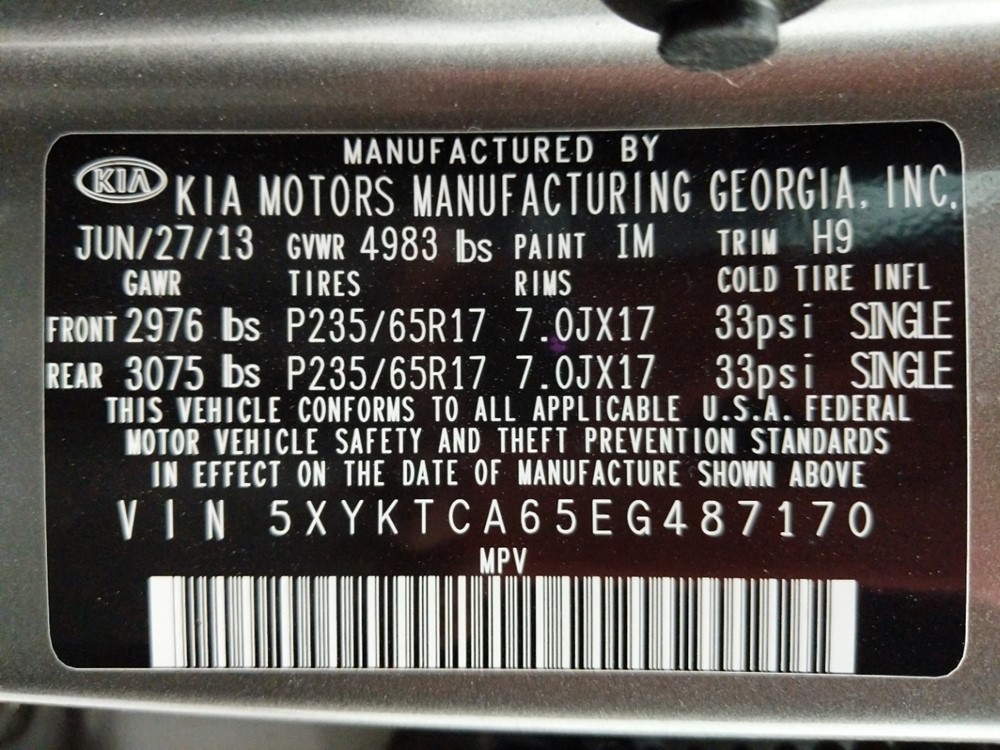 MANUFACTURED BY
KIA KIA MOTORS MANUFACTURING GEORGIA, INC.
JUN/27/13 GVWR 4983 lbs PAINT IM TRIM H9
GAWR TIRES RIMS COLD TIRE INFL
FRONT 2976 lbs P235/65R17 7.0JX17 33psi SINGLE
REAR 3075 lbs P235/65R17 7.0JX17 33psi SINGLE
THIS VEHICLE CONFORMS TO ALL APPLICABLE U.S.A. FEDERAL
MOTOR VEHICLE SAFETY AND THEFT PREVENTION STANDARDS
IN EFFECT ON THE DATE OF MANUFACTURE SHOWN ABOVE
VIN 5XYKTCA65EG487170
MPV